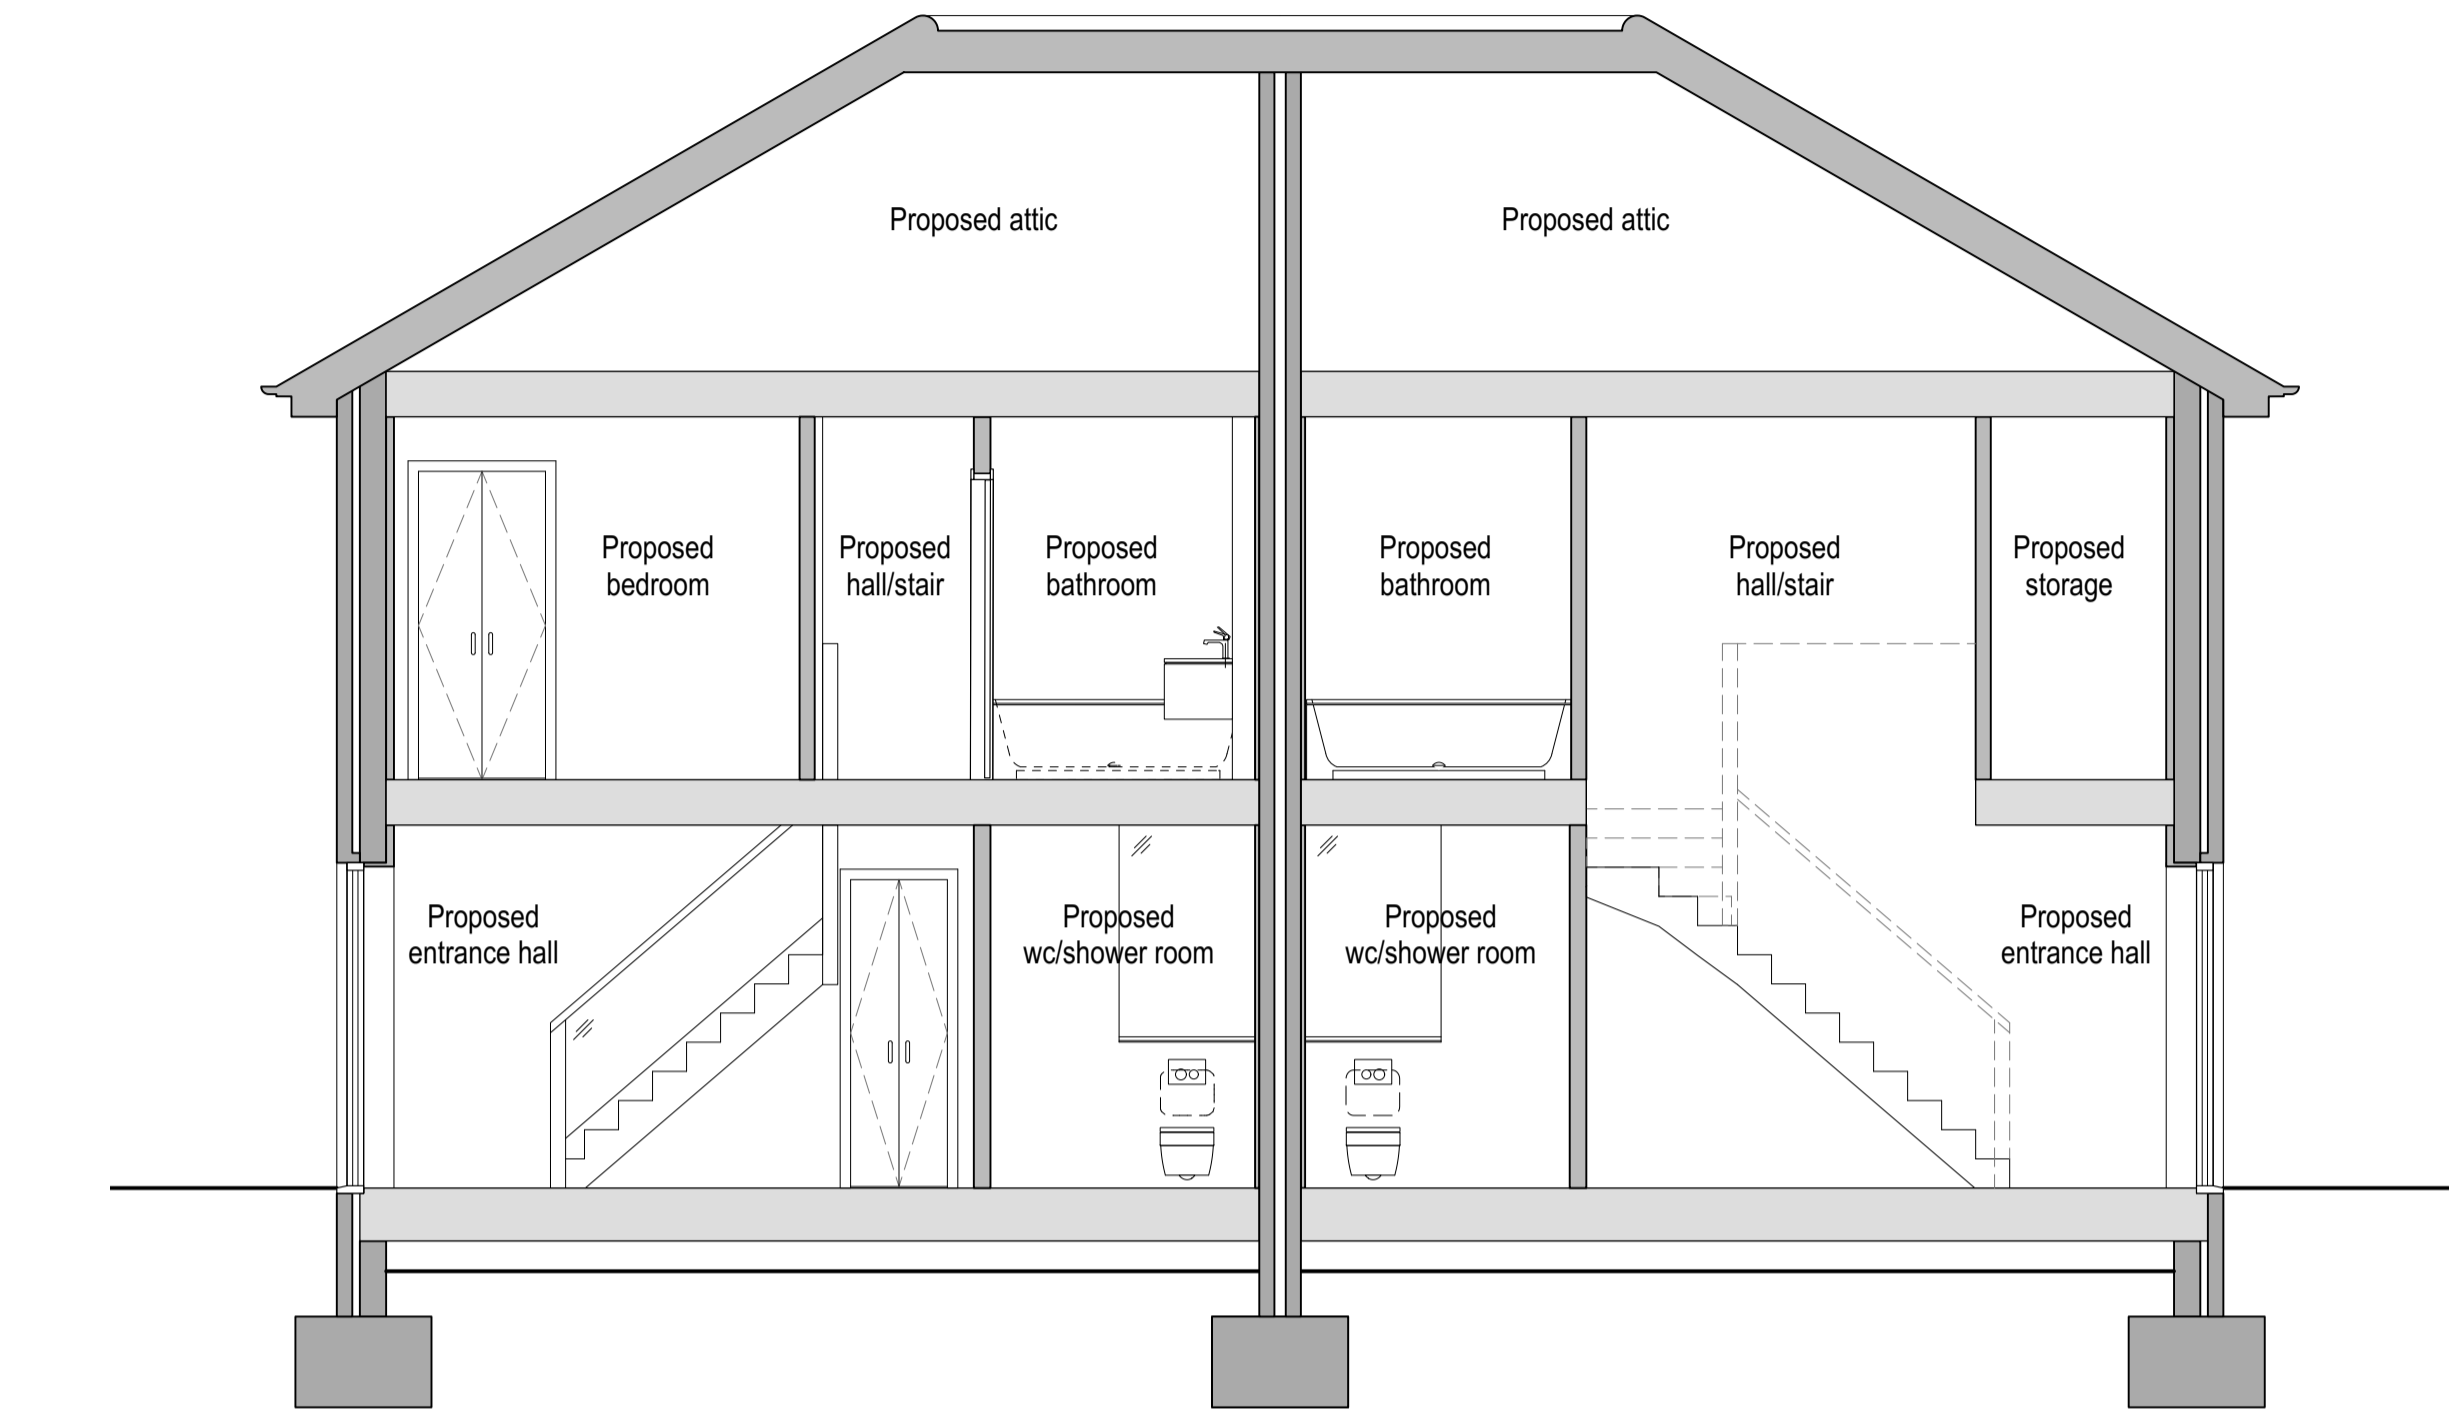 Proposed attic
Proposed attic
Proposed
bedroom
Proposed
hall/stair
Proposed
bathroom
Proposed
bathroom
Proposed
hall/stair
Proposed
storage
Proposed
entrance hall
Proposed
wc/shower room
Proposed
wc/shower room
Proposed
entrance hall